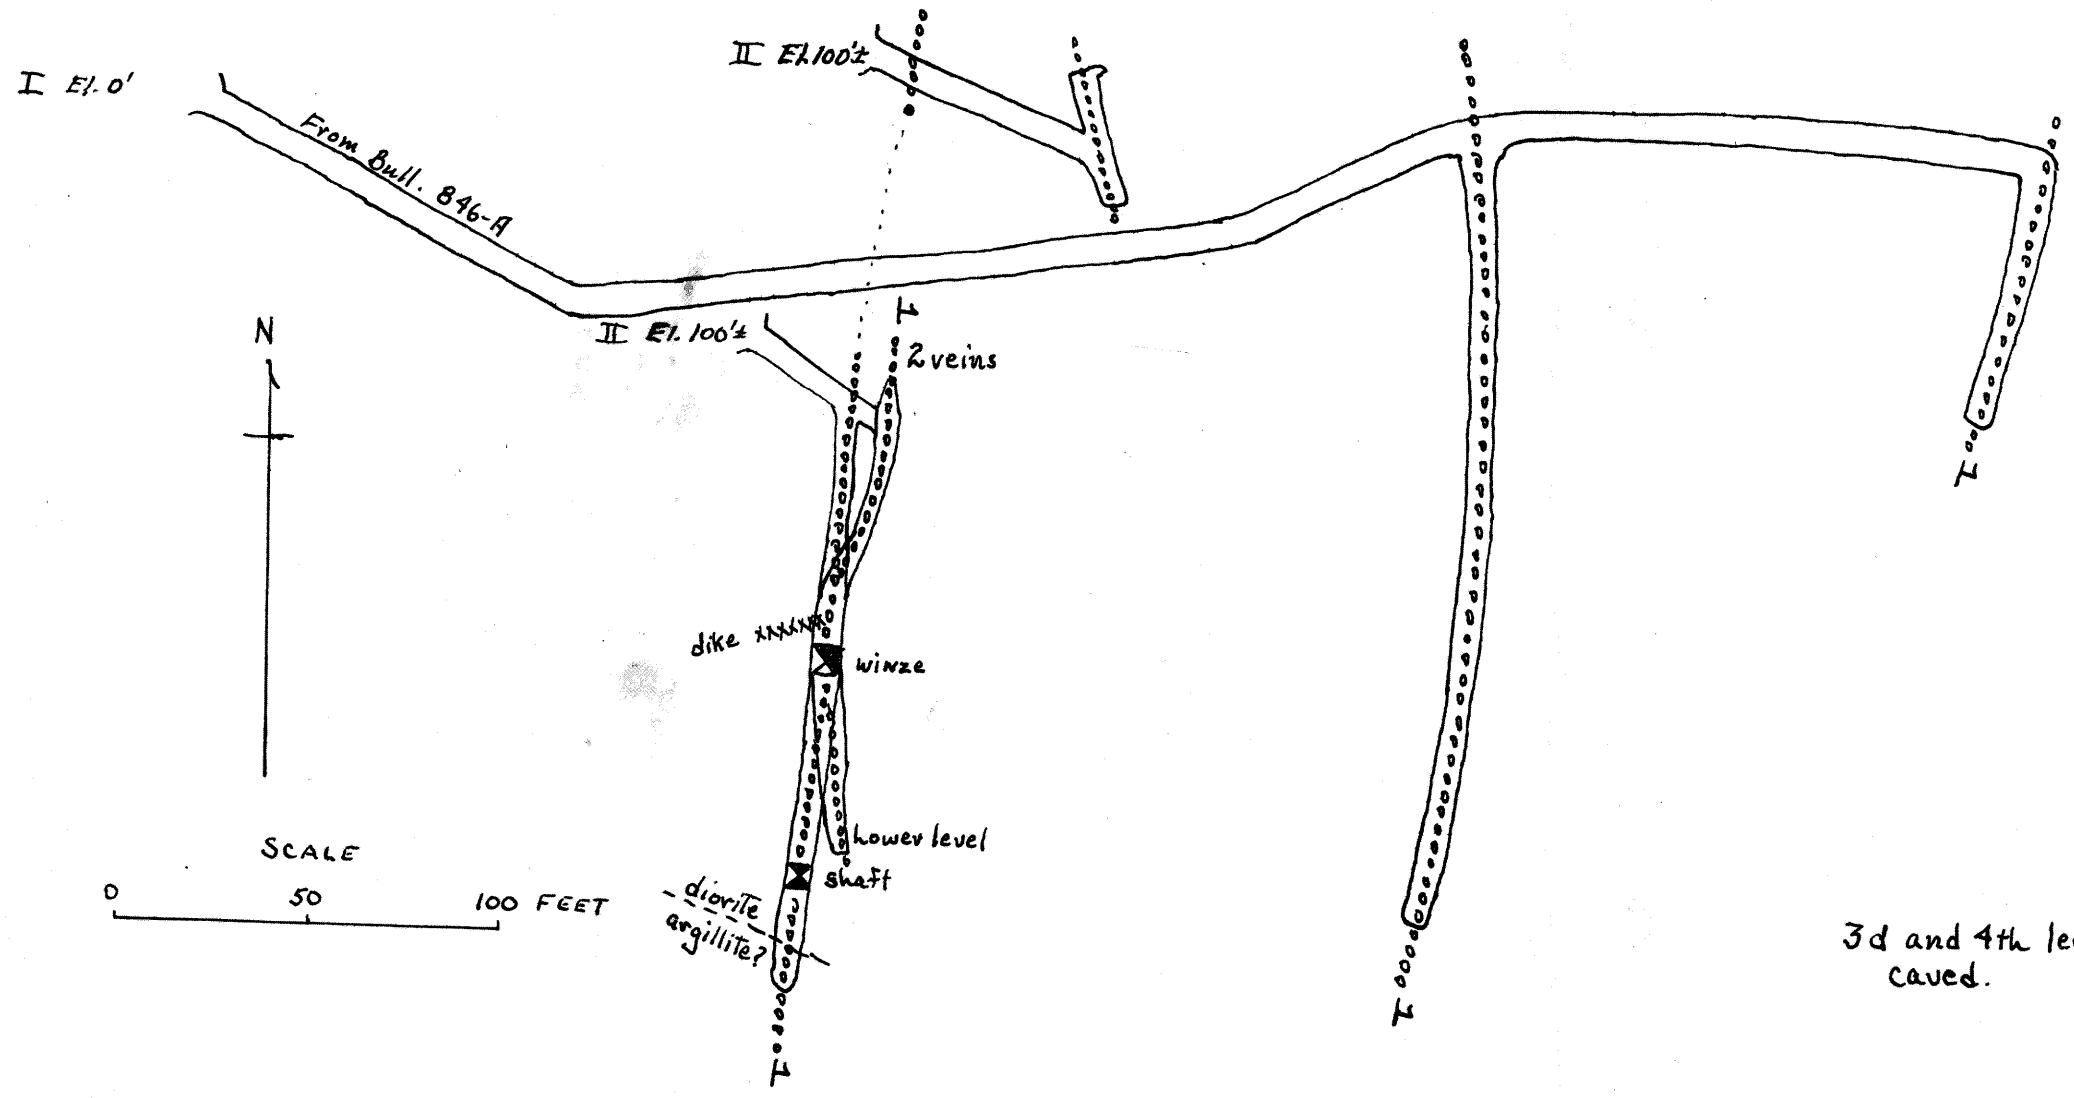 I El. 0'
II El. 100'±
From Bull. 846-A
II El. 100'±
2 veins
N
dike
winze
Lower level
shaft
SCALE
0 50 100 FEET
diorite
argillite?
3d and 4th
caved.